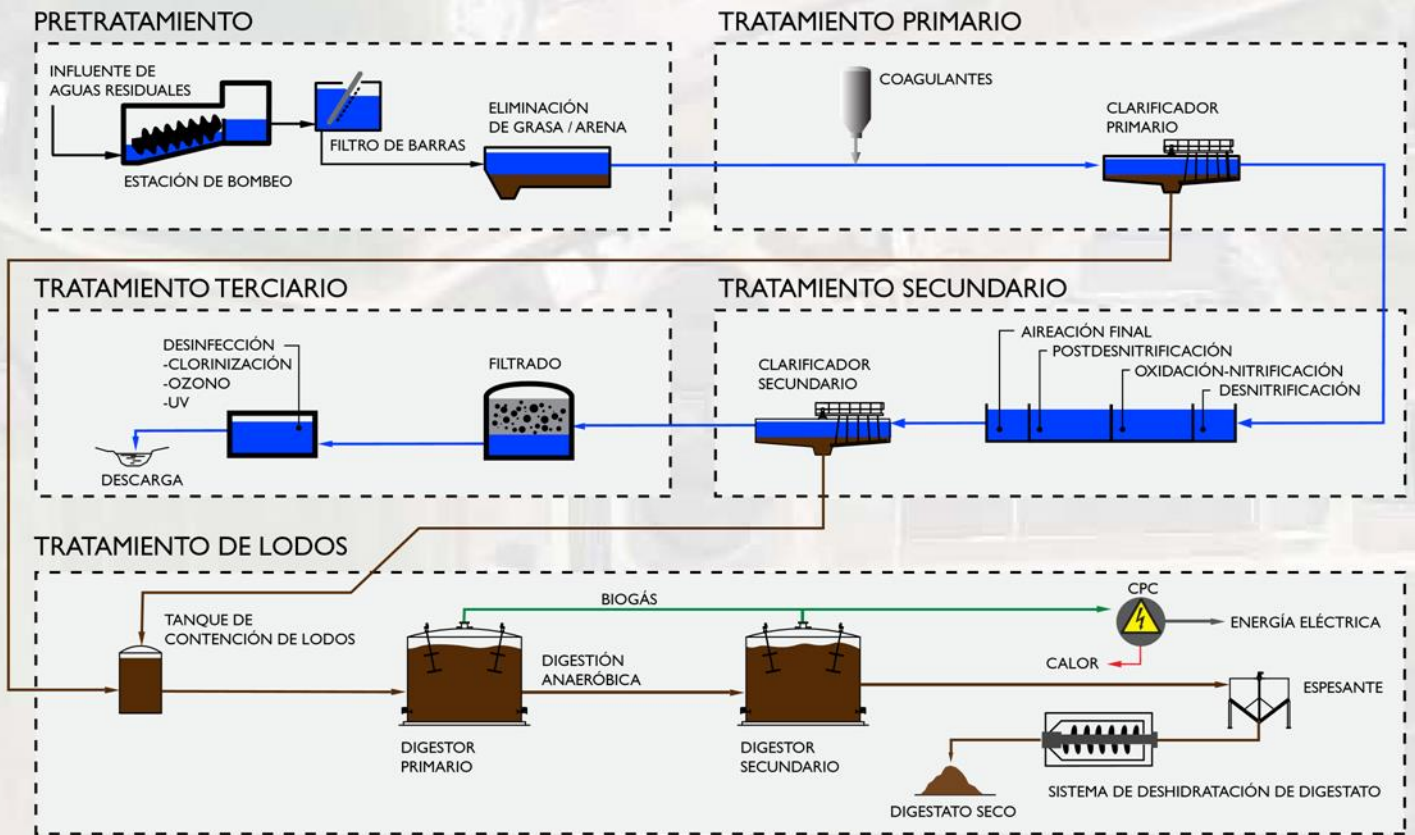 PRETRATAMIENTO
INFLUENTE DE
AGUAS RESIDUALES
ESTACIÓN DE BOMBEO
FILTRO DE BARRAS
ELIMINACIÓN
DE GRASA / ARENA
TRATAMIENTO PRIMARIO
COAGULANTES
CLARIFICADOR
PRIMARIO
TRATAMIENTO TERCIARIO
DESINFECCIÓN
-CLORINIZACIÓN
-OZONO
-UV
FILTRADO
DESCARGA
TRATAMIENTO SECUNDARIO
CLARIFICADOR
SECUNDARIO
AIREACIÓN FINAL
POSTDESNITRIFICACIÓN
OXIDACIÓN-NITRIFICACIÓN
DESNITRIFICACIÓN
TRATAMIENTO DE LODOS
TANQUE DE
CONTENCIÓN DE LODOS
BIOGÁS
DIGESTIÓN
ANAERÓBICA
DIGESTOR
PRIMARIO
DIGESTOR
SECUNDARIO
CPC
ENERGÍA ELÉCTRICA
CALOR
ESPESANTE
SISTEMA DE DESHIDRATACIÓN DE DIGESTATO
DIGESTATO SECO